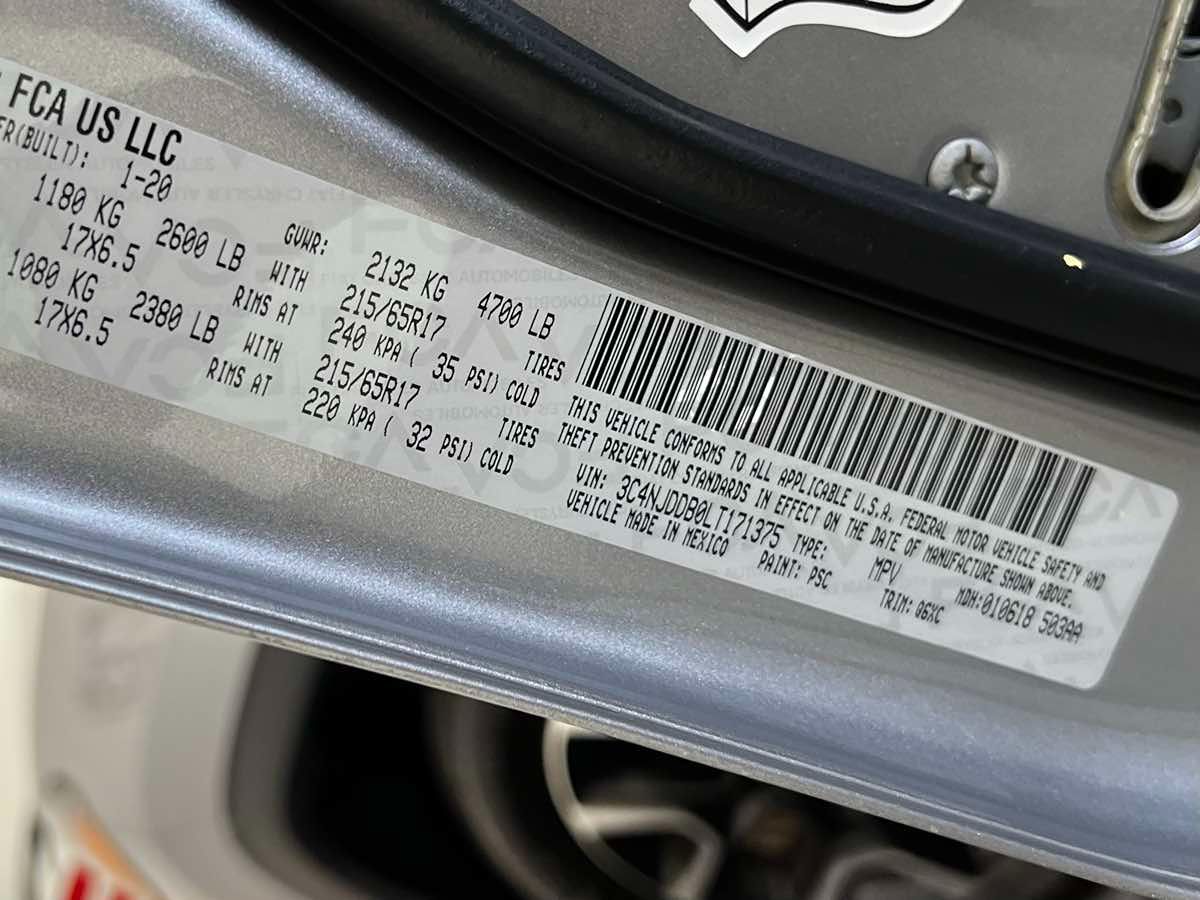 FCA US LLC
(BUILT): 1-20
1180 KG 2600 LB
17X6.5
1080 KG 2380 LB
17X6.5
GVWR: 2132 KG 4700 LB
WITH 215/65R17 TIRES
RIMS AT 240 KPA ( 35 PSI) COLD
WITH 215/65R17 TIRES
RIMS AT 220 KPA ( 32 PSI) COLD
THIS VEHICLE CONFORMS TO ALL APPLICABLE U.S.A. FEDERAL MOTOR VEHICLE SAFETY AND
THEFT PREVENTION STANDARDS IN EFFECT ON THE DATE OF MANUFACTURE SHOWN ABOVE.
VIN: 3C4NJDDB0LT171375 TYPE: MPV MDH:010618 503AA
VEHICLE MADE IN MEXICO PAINT: PSC TRIM: Q6XC